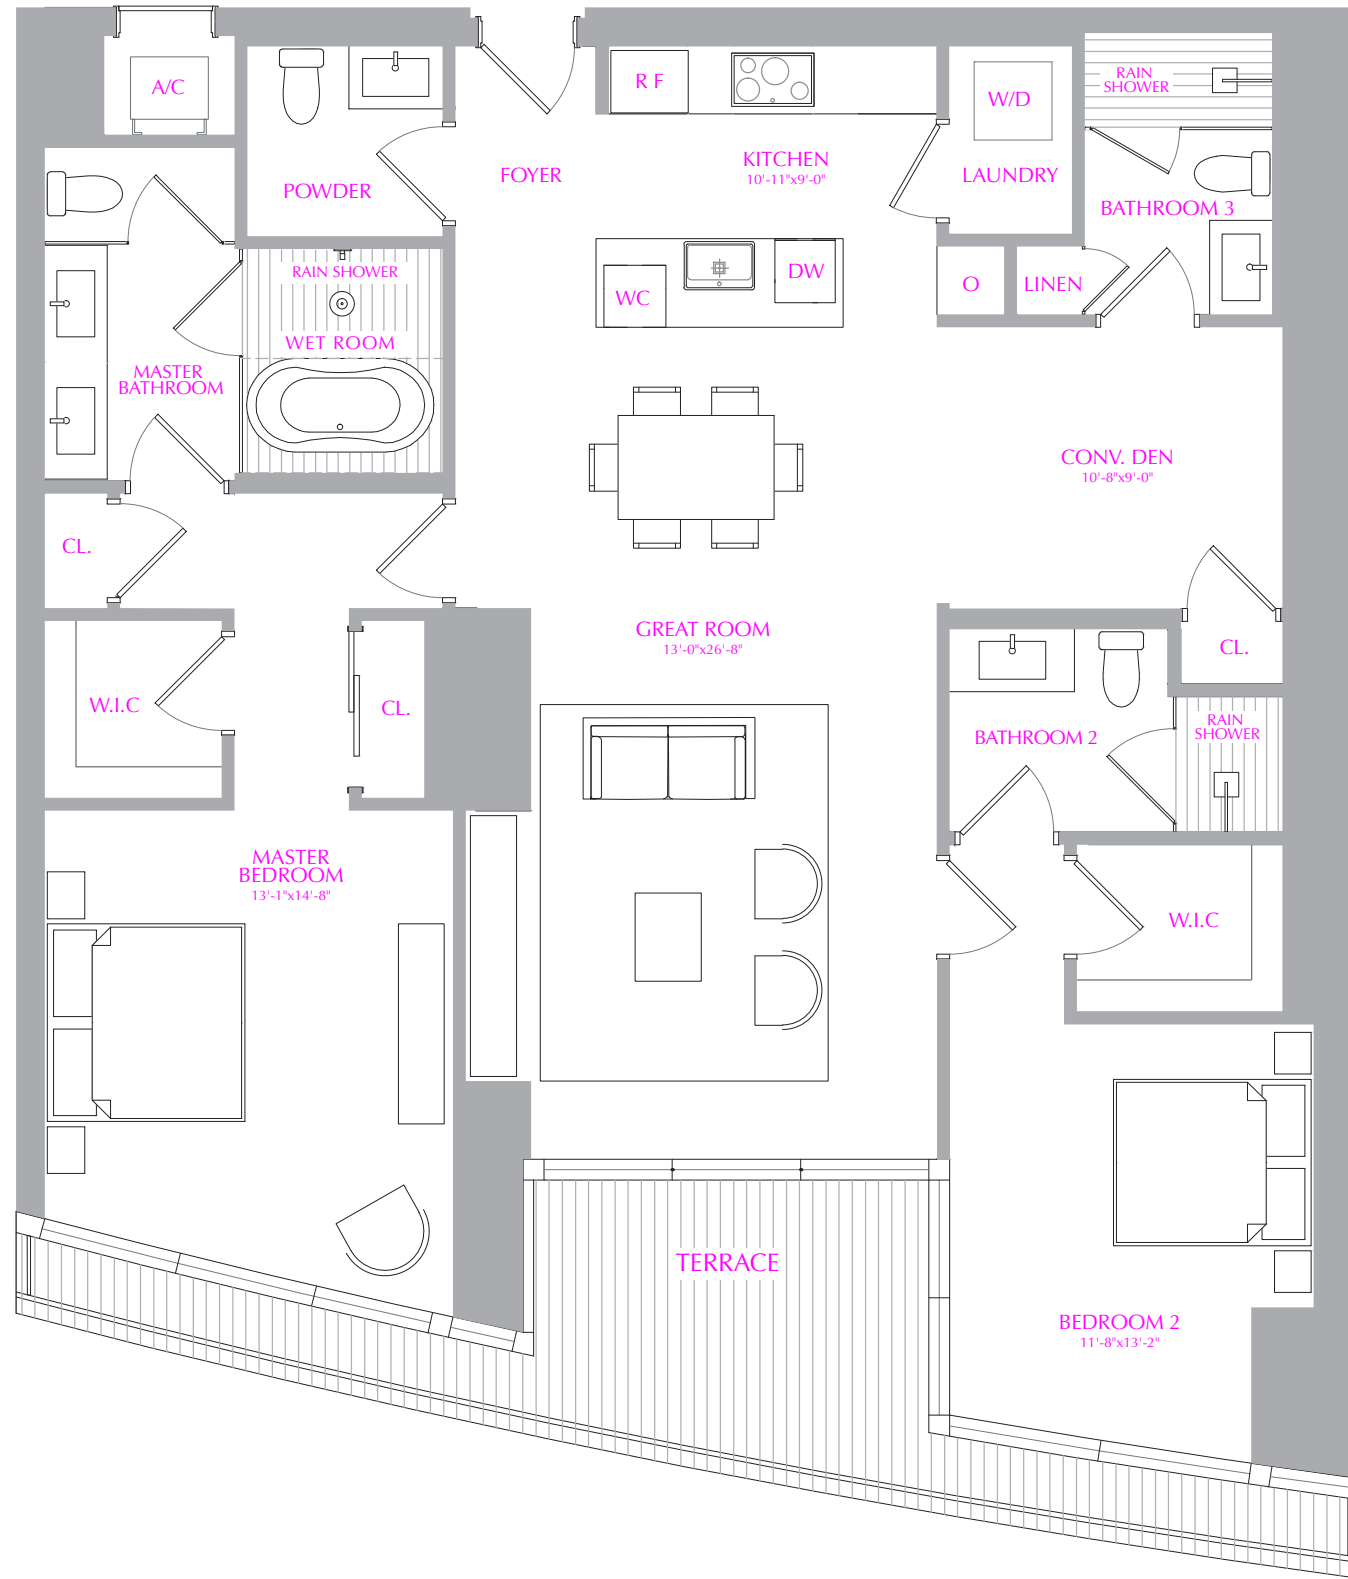 A/C
R F
W/D
RAIN
SHOWER
POWDER
FOYER
KITCHEN
10'-11"x9'-0"
LAUNDRY
BATHROOM 3
RAIN SHOWER
WET ROOM
WC
DW
O
LINEN
MASTER
BATHROOM
CONV. DEN
10'-8"x9'-0"
CL.
GREAT ROOM
13'-0"x26'-8"
CL.
W.I.C
CL.
BATHROOM 2
RAIN
SHOWER
MASTER
BEDROOM
13'-1"x14'-8"
W.I.C
TERRACE
BEDROOM 2
11'-8"x13'-2"